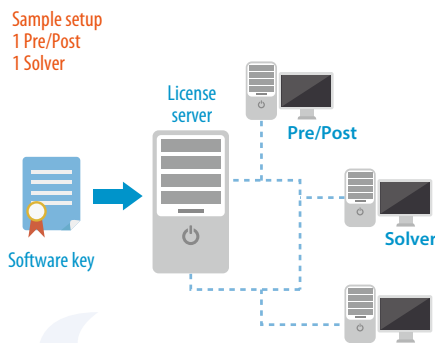 Sample setup
1 Pre/Post
1 Solver
License
server
Pre/Post
Software key
Solver